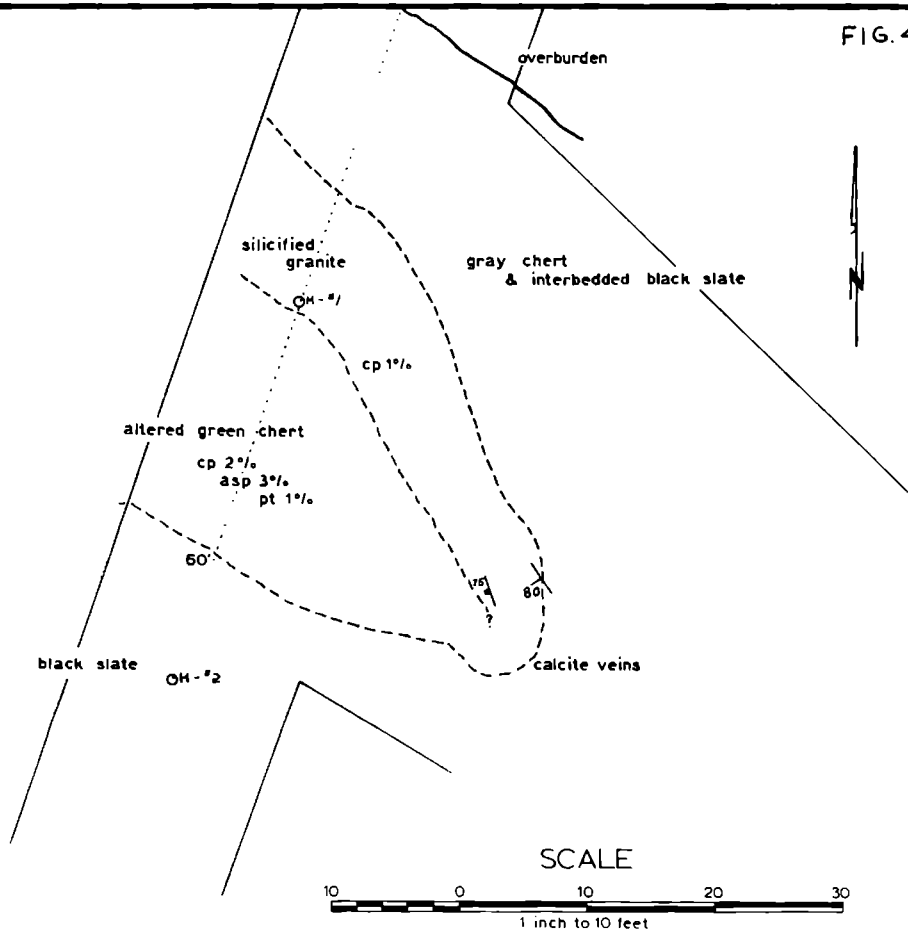 FIG. 4
overburden
silicified
granite
gray chert
& interbedded black slate
H-#1
cp 1%
altered green chert
cp 2%
asp 3%
pt 1%
60'
75°
80
?
black slate
H-#2
calcite veins
N
SCALE
10 0 10 20 30
1 inch to 10 feet